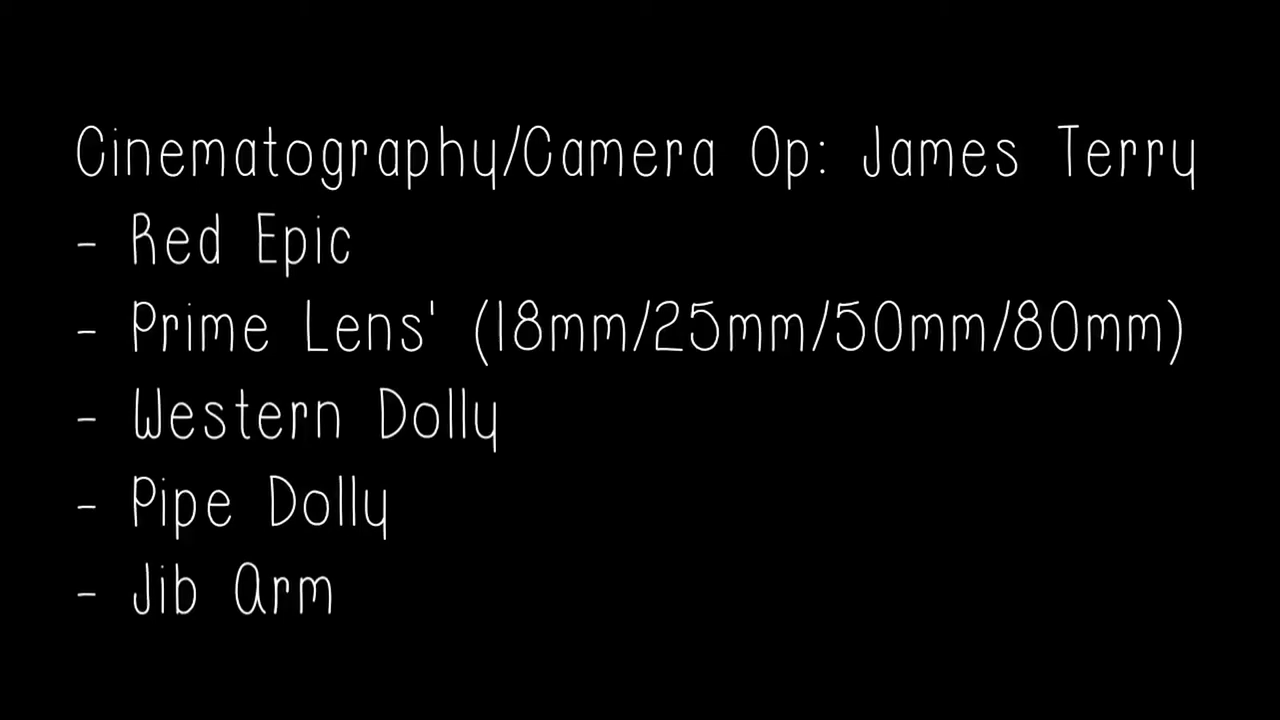 Cinematography/Camera Op: James Terry
- Red Epic
- Prime Lens' (18mm/25mm/50mm/80mm)
- Western Dolly
- Pipe Dolly
- Jib Arm